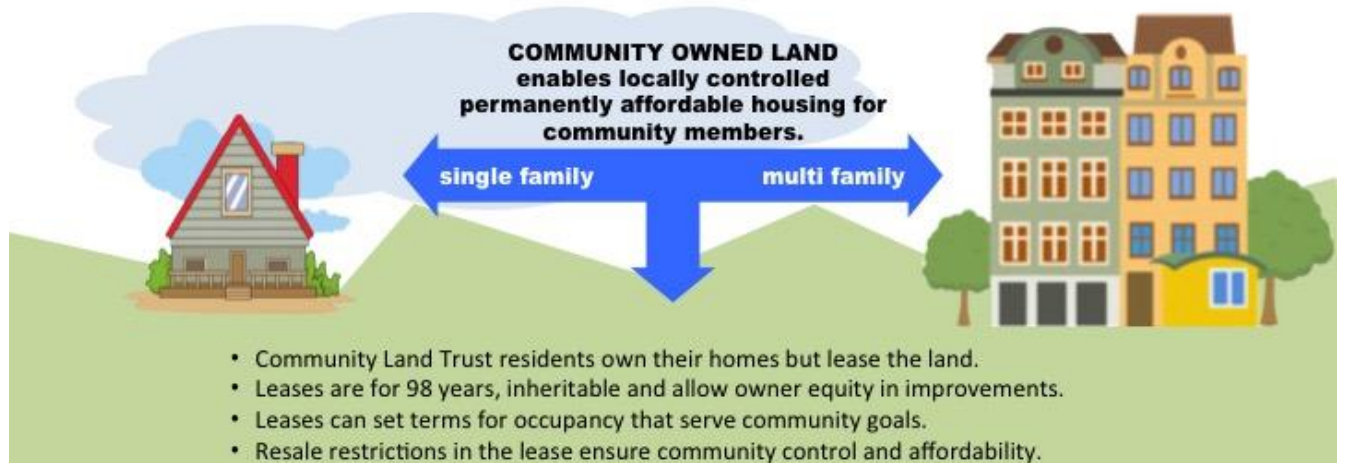 COMMUNITY OWNED LAND
enables locally controlled
permanently affordable housing for
community members.
single family
multi family
• Community Land Trust residents own their homes but lease the land.
• Leases are for 98 years, inheritable and allow owner equity in improvements.
• Leases can set terms for occupancy that serve community goals.
• Resale restrictions in the lease ensure community control and affordability.